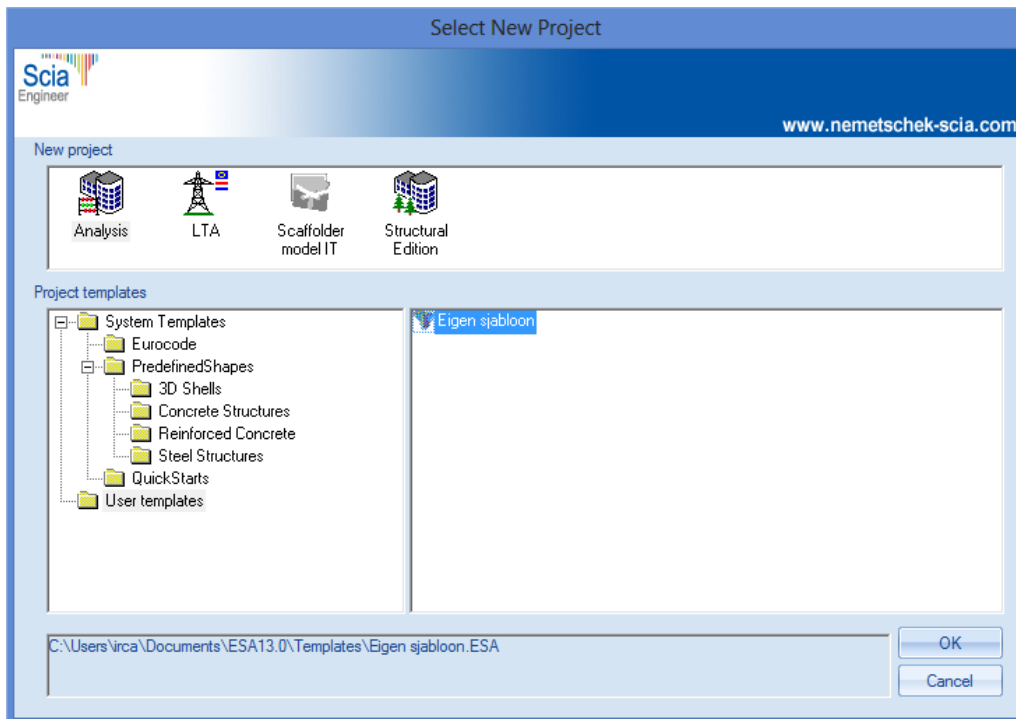 Select New Project
Scia
Engineer
www.nemetschek-scia.com
New project
Analysis
LTA
Scaffolder
model IT
Structural
Edition
Project templates
System Templates
Eurocode
PredefinedShapes
3D Shells
Concrete Structures
Reinforced Concrete
Steel Structures
QuickStarts
User templates
Eigen sjabloon
C:\Users\irca\Documents\ESA13.0\Templates\Eigen sjabloon.ESA
OK
Cancel